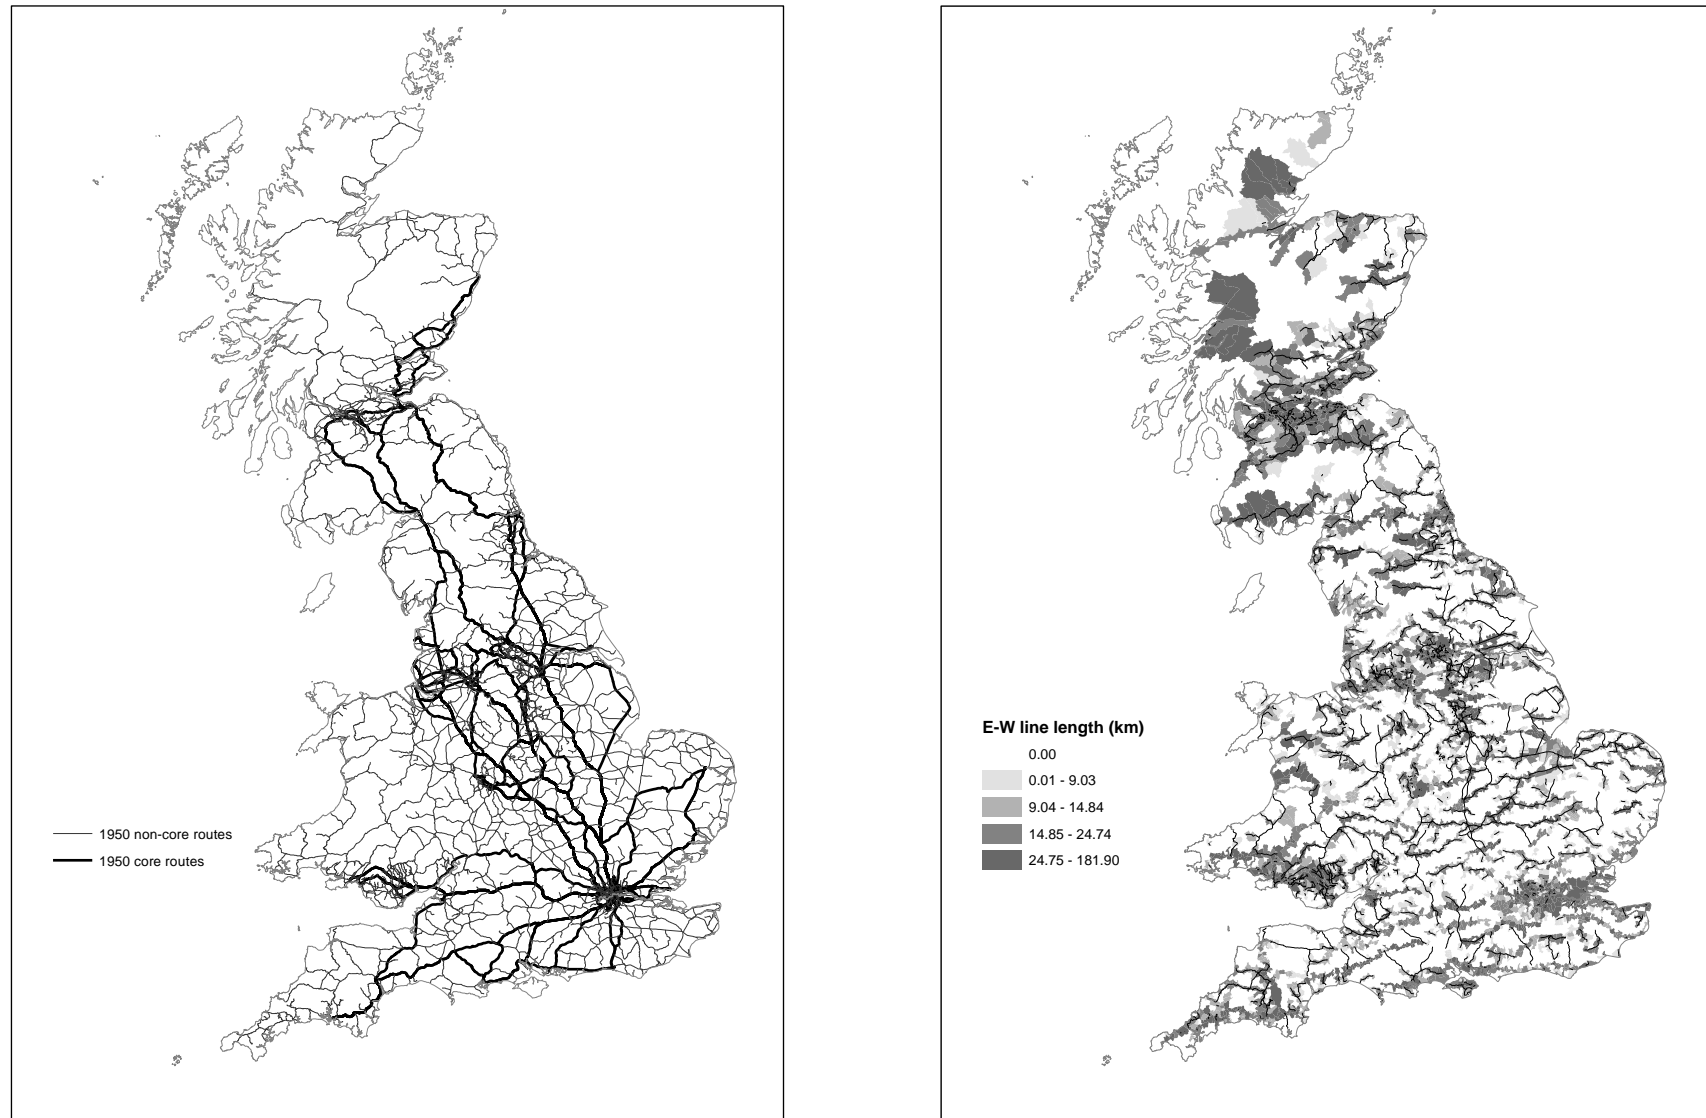 1950 non-core routes
1950 core routes
E-W line length (km)
0.00
0.01 - 9.03
9.04 - 14.84
14.85 - 24.74
24.75 - 181.90